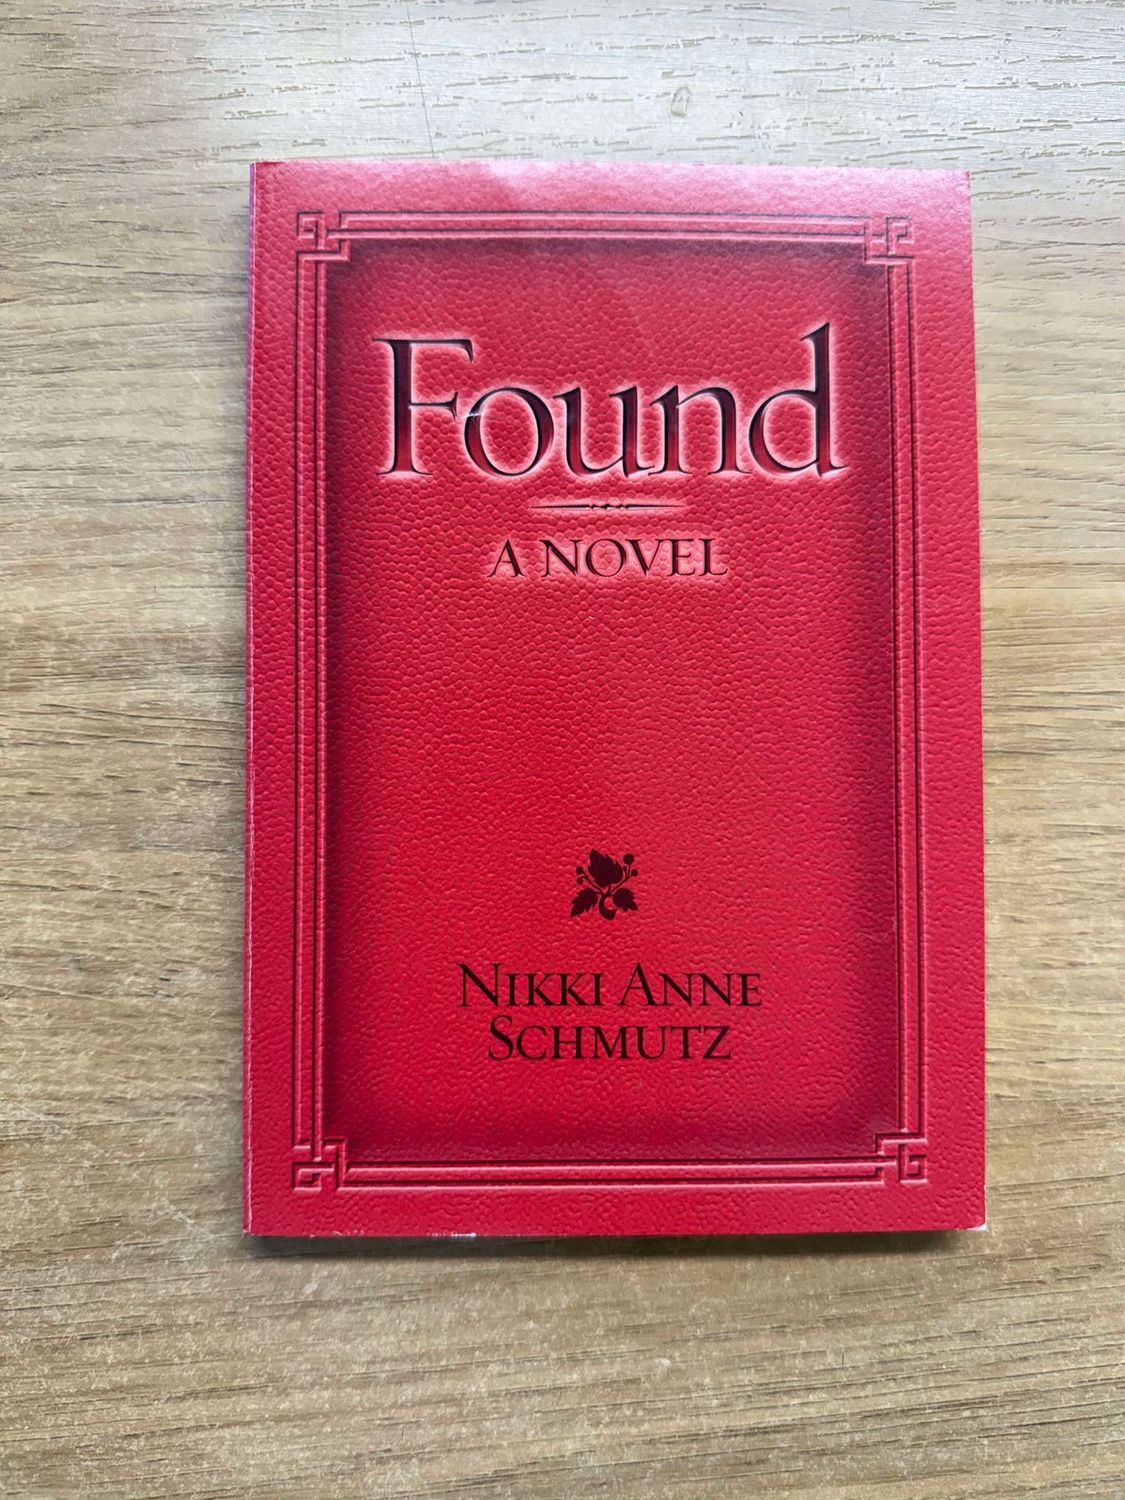 Found
A NOVEL
NIKKI ANNE
SCHMUTZ